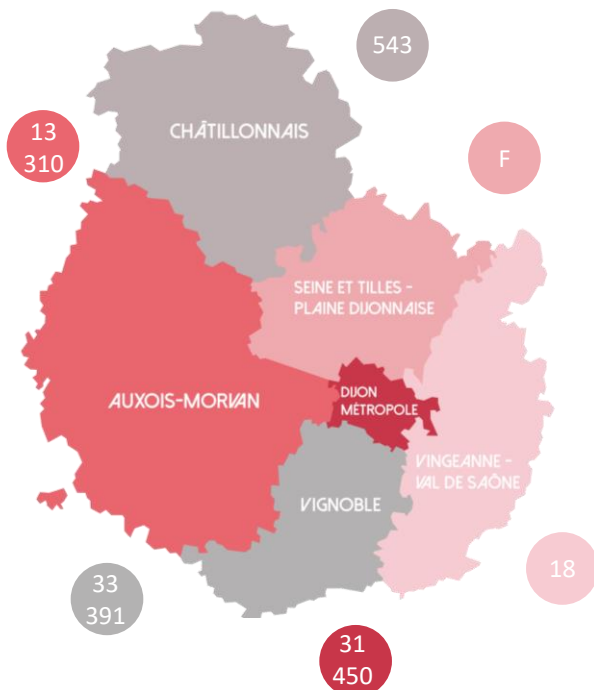 543
13
310
CHÂTILLONNAIS
F
SEINE ET TILLES -
PLAINE DIJONNAISE
AUXOIS-MORVAN
DIJON
MÉTROPOLE
VINGEANNE -
VAL DE SAÔNE
VIGNOBLE
18
33
391
31
450